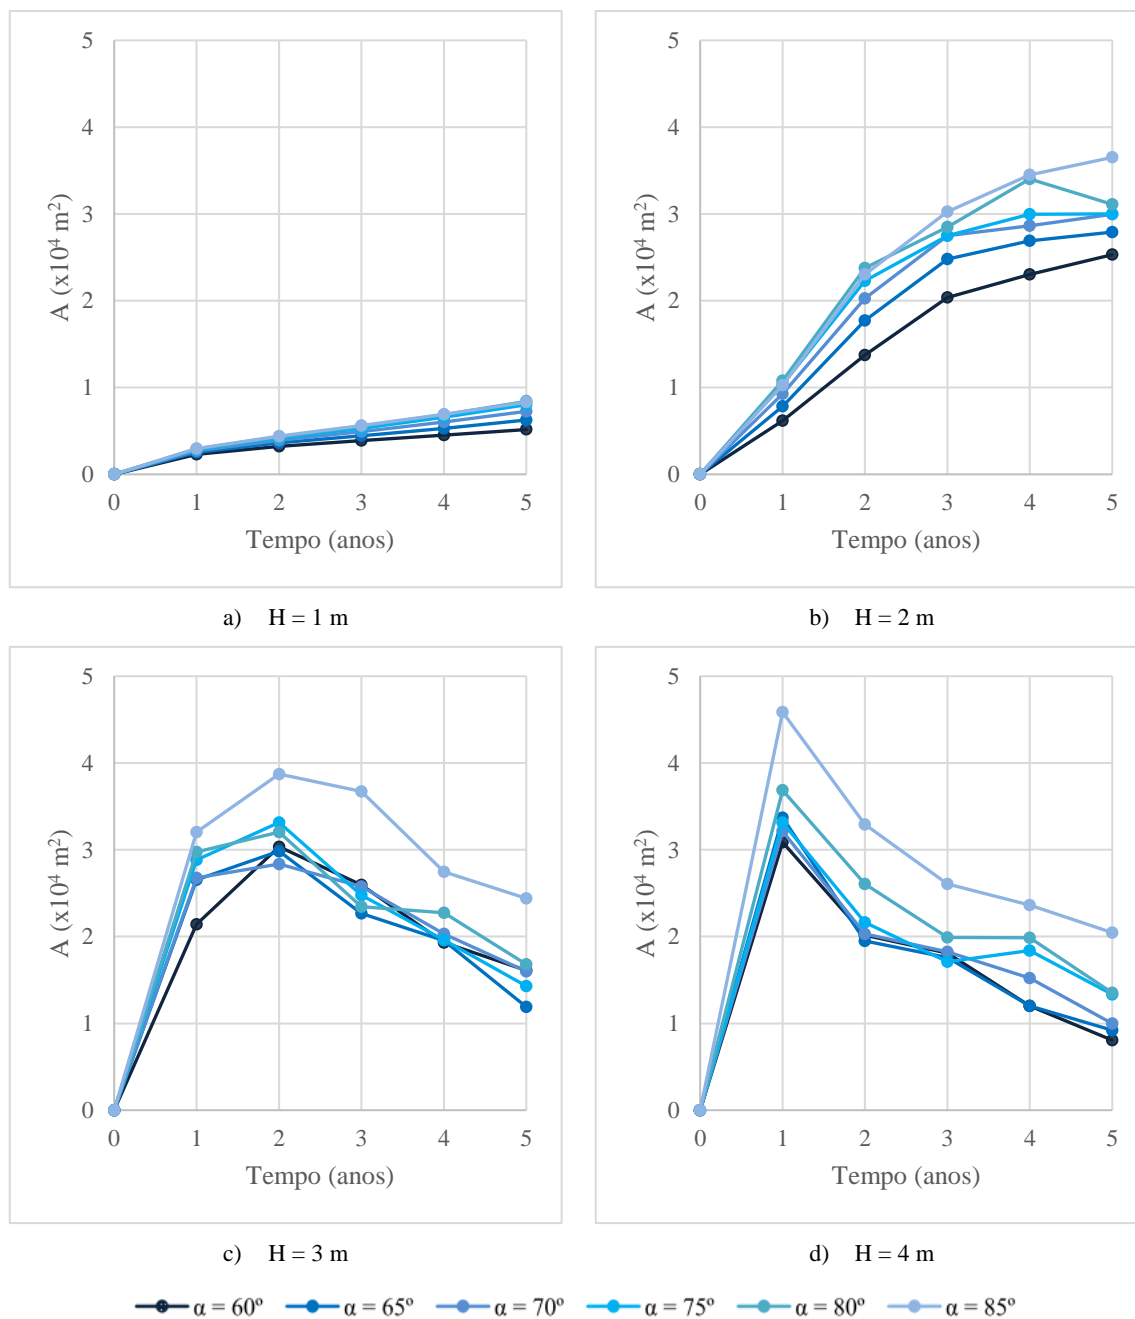 5
4
3
2
1
0
A (x10⁴ m²)
0 1 2 3 4 5
Tempo (anos)
a) H = 1 m
5
4
3
2
1
0
A (x10⁴ m²)
0 1 2 3 4 5
Tempo (anos)
b) H = 2 m
5
4
3
2
1
0
A (x10⁴ m²)
0 1 2 3 4 5
Tempo (anos)
c) H = 3 m
5
4
3
2
1
0
A (x10⁴ m²)
0 1 2 3 4 5
Tempo (anos)
d) H = 4 m
α = 60º α = 65º α = 70º α = 75º α = 80º α = 85º